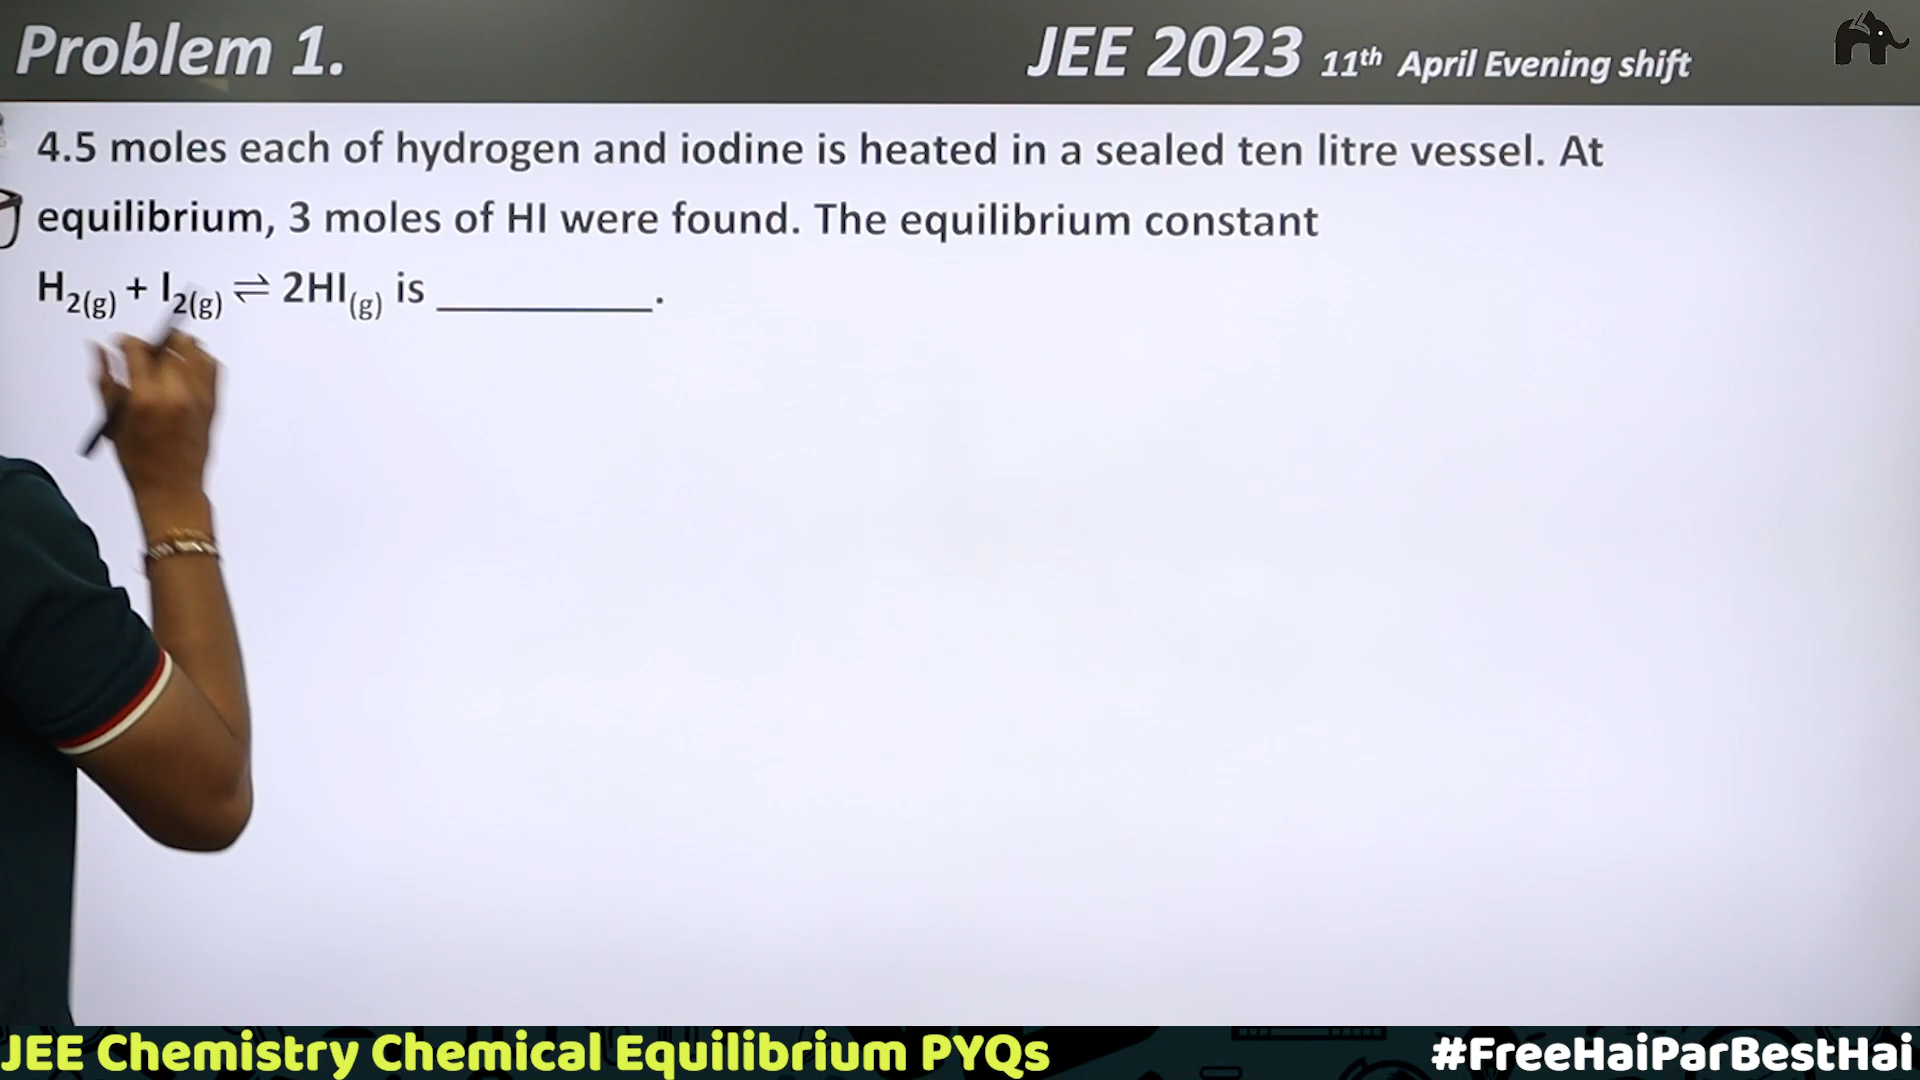 Problem 1.
JEE 2023 11th April Evening shift
4.5 moles each of hydrogen and iodine is heated in a sealed ten litre vessel. At
equilibrium, 3 moles of HI were found. The equilibrium constant
H2(g) + I2(g) ⇌ 2HI(g) is __________.
JEE Chemistry Chemical Equilibrium PYQs
#FreeHaiParBestHai